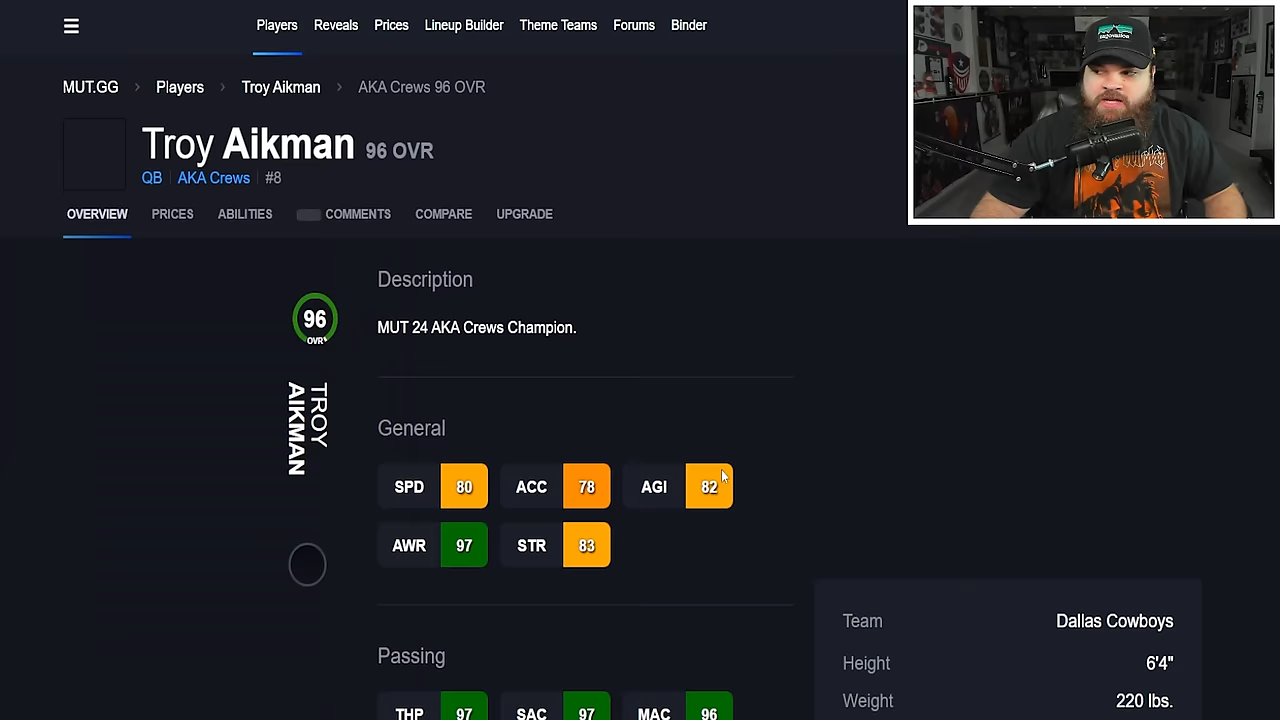 Players Reveals Prices Lineup Builder Theme Teams Forums Binder
MUT.GG > Players > Troy Aikman > AKA Crews 96 OVR
Troy Aikman 96 OVR
QB AKA Crews #8
OVERVIEW PRICES ABILITIES COMMENTS COMPARE UPGRADE
96
OVR
TROY
AIKMAN
Description
MUT 24 AKA Crews Champion.
General
SPD 80 ACC 78 AGI 82
AWR 97 STR 83
Passing
THP 97 SAC 97 MAC 96
Team Dallas Cowboys
Height 6'4"
Weight 220 lbs.